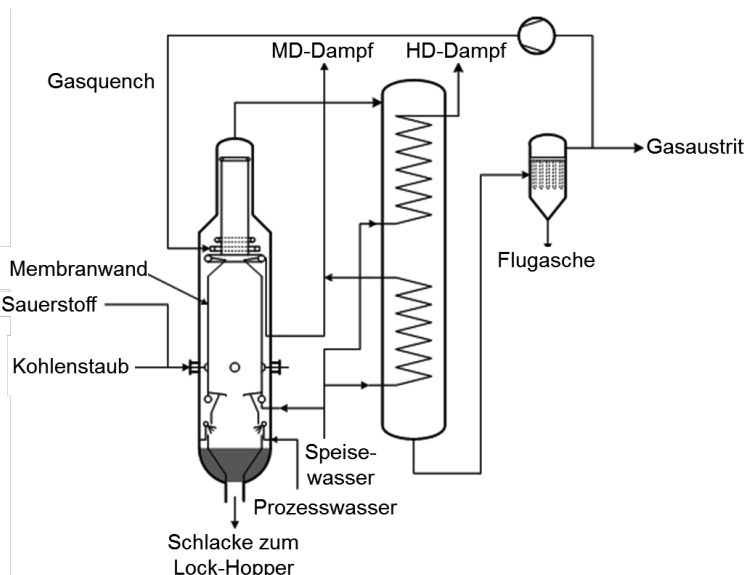 MD-Dampf
HD-Dampf
Gasquench
Gasaustrit
Flugasche
Membranwand
Sauerstoff
Kohlenstaub
Speise-
wasser
Prozesswasser
Schlacke zum
Lock-Hopper